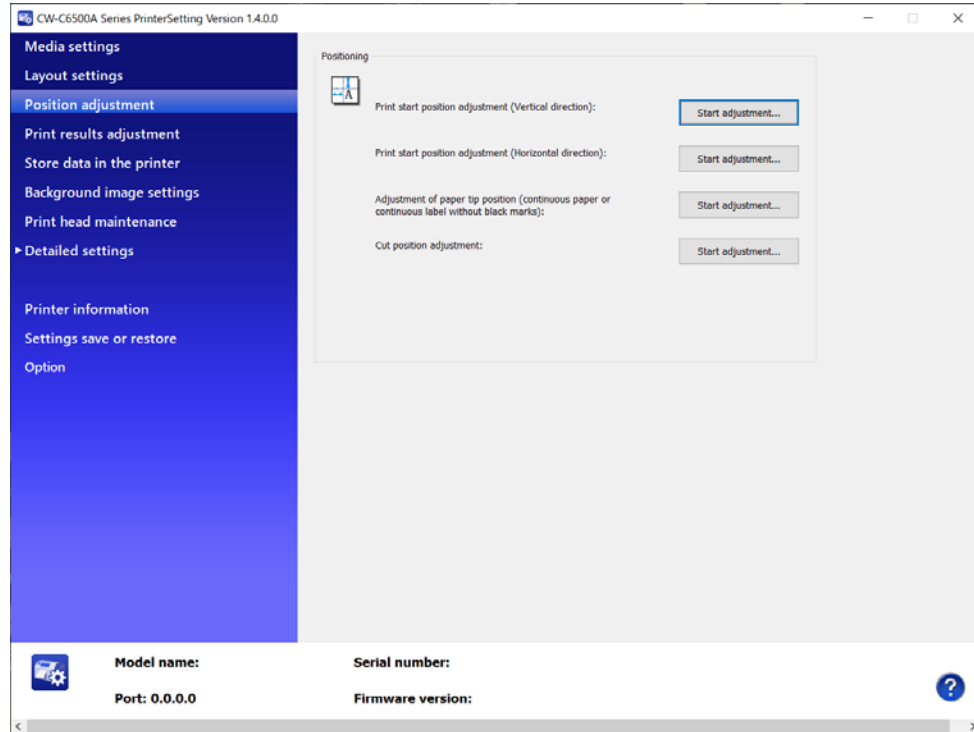 CW-C6500A Series PrinterSetting Version 1.4.0.0
Media settings
Layout settings
Position adjustment
Print results adjustment
Store data in the printer
Background image settings
Print head maintenance
Detailed settings
Printer information
Settings save or restore
Option
Positioning
A
Print start position adjustment (Vertical direction):
Start adjustment...
Print start position adjustment (Horizontal direction):
Start adjustment...
Adjustment of paper tip position (continuous paper or
continuous label without black marks):
Start adjustment...
Cut position adjustment:
Start adjustment...
Model name:
Serial number:
Port: 0.0.0.0
Firmware version:
?